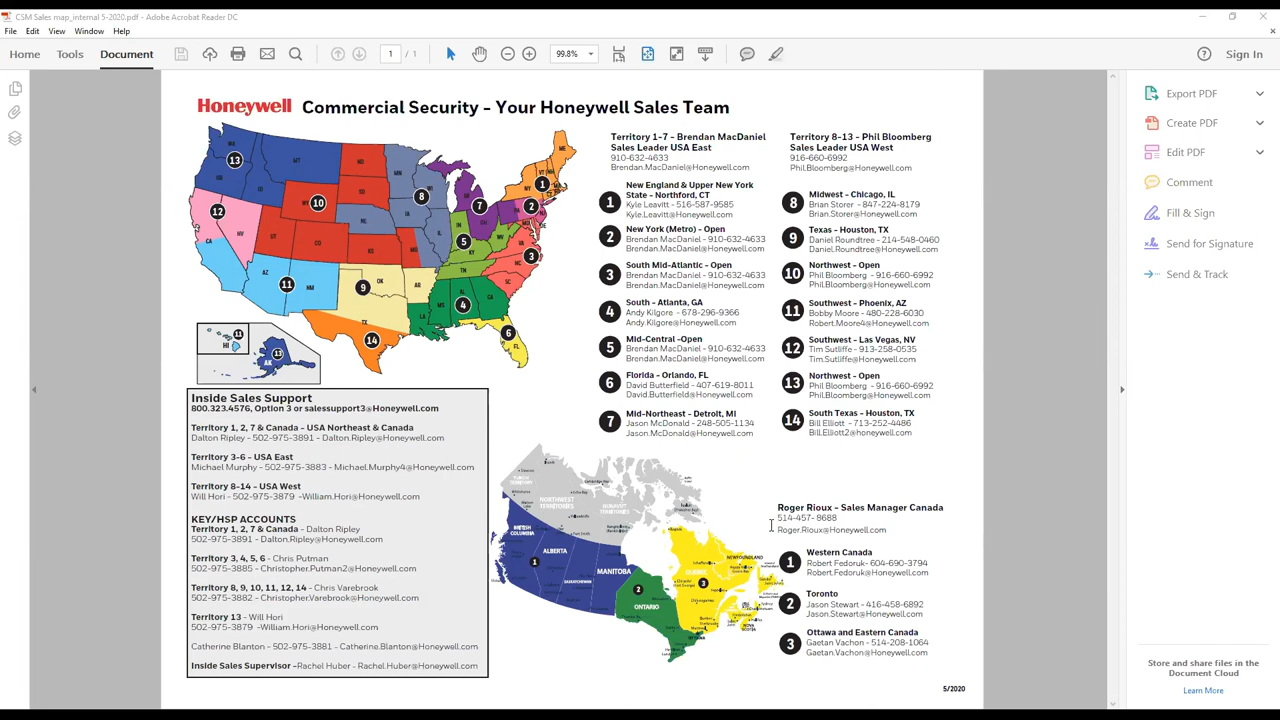 CSM Sales map_internal 5-2020.pdf - Adobe Acrobat Reader DC
File Edit View Window Help
Home Tools Document 1 / 1 99.8% Sign In
Honeywell Commercial Security - Your Honeywell Sales Team
Territory 1-7 - Brendan MacDaniel
Sales Leader USA East
910-632-4633
Brendan.MacDaniel@Honeywell.com
1 New England & Upper New York
State - Northford, CT
Kyle Leavitt - 516-587-9585
Kyle.Leavitt@Honeywell.com
2 New York (Metro) - Open
Brendan MacDaniel - 910-632-4633
Brendan.MacDaniel@Honeywell.com
3 South Mid-Atlantic - Open
Brendan MacDaniel - 910-632-4633
Brendan.MacDaniel@Honeywell.com
4 South - Atlanta, GA
Andy Kilgore - 678-296-9366
Andy.Kilgore@Honeywell.com
5 Mid-Central -Open
Brendan MacDaniel - 910-632-4633
Brendan.MacDaniel@Honeywell.com
6 Florida - Orlando, FL
David Butterfield - 407-619-8011
David.Butterfield@Honeywell.com
7 Mid-Northeast - Detroit, MI
Jason McDonald - 248-505-1134
Jason.McDonald@Honeywell.com
Territory 8-13 - Phil Bloomberg
Sales Leader USA West
916-660-6992
Phil.Bloomberg@Honeywell.com
8 Midwest - Chicago, IL
Brian Storer - 847-224-8179
Brian.Storer@Honeywell.com
9 Texas - Houston, TX
Daniel Roundtree - 214-548-0460
Daniel.Roundtree@Honeywell.com
10 Northwest - Open
Phil Bloomberg - 916-660-6992
Phil.Bloomberg@Honeywell.com
11 Southwest - Phoenix, AZ
Bobby Moore - 480-228-6030
Robert.Moore4@Honeywell.com
12 Southwest - Las Vegas, NV
Tim Sutliffe - 913-258-0535
Tim.Sutliffe@Honeywell.com
13 Northwest - Open
Phil Bloomberg - 916-660-6992
Phil.Bloomberg@Honeywell.com
14 South Texas - Houston, TX
Bill Elliott - 713-252-4486
Bill.Elliott2@honeywell.com
Inside Sales Support
800.323.4576, Option 3 or salessupport3@Honeywell.com
Territory 1, 2, 7 & Canada - USA Northeast & Canada
Dalton Ripley - 502-975-3891 - Dalton.Ripley@Honeywell.com
Territory 3-6 - USA East
Michael Murphy - 502-975-3883 - Michael.Murphy4@Honeywell.com
Territory 8-14 - USA West
Will Hori - 502-975-3879 -William.Hori@Honeywell.com
KEY/HSP ACCOUNTS
Territory 1, 2, 7 & Canada - Dalton Ripley
502-975-3891, Dalton.Ripley@Honeywell.com
Territory 3, 4, 5, 6 - Chris Putman
502-975-3885 - Christopher.Putman2@Honeywell.com
Territory 8, 9, 10, 11, 12, 14 - Chris Varebrook
502-975-3882 - Christopher.Varebrook@Honeywell.com
Territory 13 - Will Hori
502-975-3879 -William.Hori@Honeywell.com
Catherine Blanton - 502-975-3881 - Catherine.Blanton@Honeywell.com
Inside Sales Supervisor -Rachel Huber - Rachel.Huber@Honeywell.com
NORTHWEST
TERRITORIES
BRITISH
COLUMBIA
ALBERTA
SASKATCHEWAN
MANITOBA
ONTARIO
NEWFOUNDLAND
Roger Rioux - Sales Manager Canada
514-457- 8688
Roger.Rioux@Honeywell.com
1 Western Canada
Robert Fedoruk- 604-690-3794
Robert.Fedoruk@Honeywell.com
2 Toronto
Jason Stewart - 416-458-6892
Jason.Stewart@Honeywell.com
3 Ottawa and Eastern Canada
Gaetan Vachon - 514-208-1064
Gaetan.Vachon@Honeywell.com
5/2020
Export PDF
Create PDF
Edit PDF
Comment
Fill & Sign
Send for Signature
Send & Track
Store and share files in the
Document Cloud
Learn More